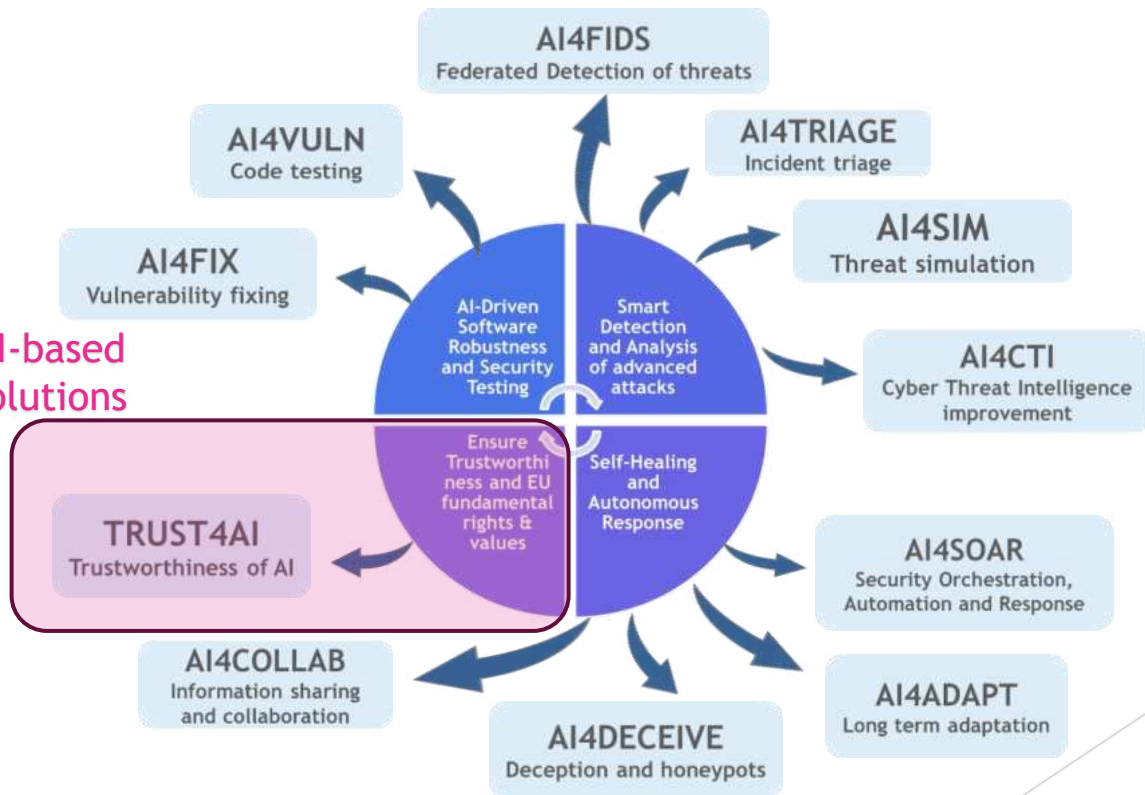 AI4FIDS
Federated Detection of threats
AI4VULN
Code testing
AI4TRIAGE
Incident triage
AI4SIM
Threat simulation
AI4FIX
Vulnerability fixing
AI-Driven
Software
Robustness
and Security
Testing
Smart
Detection
and Analysis
of advanced
attacks
AI4CTI
Cyber Threat Intelligence
improvement
I-based
olutions
Ensure
Trustworthi
ness and EU
fundamental
rights &
values
Self-Healing
and
Autonomous
Response
TRUST4AI
Trustworthiness of AI
AI4SOAR
Security Orchestration,
Automation and Response
AI4COLLAB
Information sharing
and collaboration
AI4ADAPT
Long term adaptation
AI4DECEIVE
Deception and honeypots